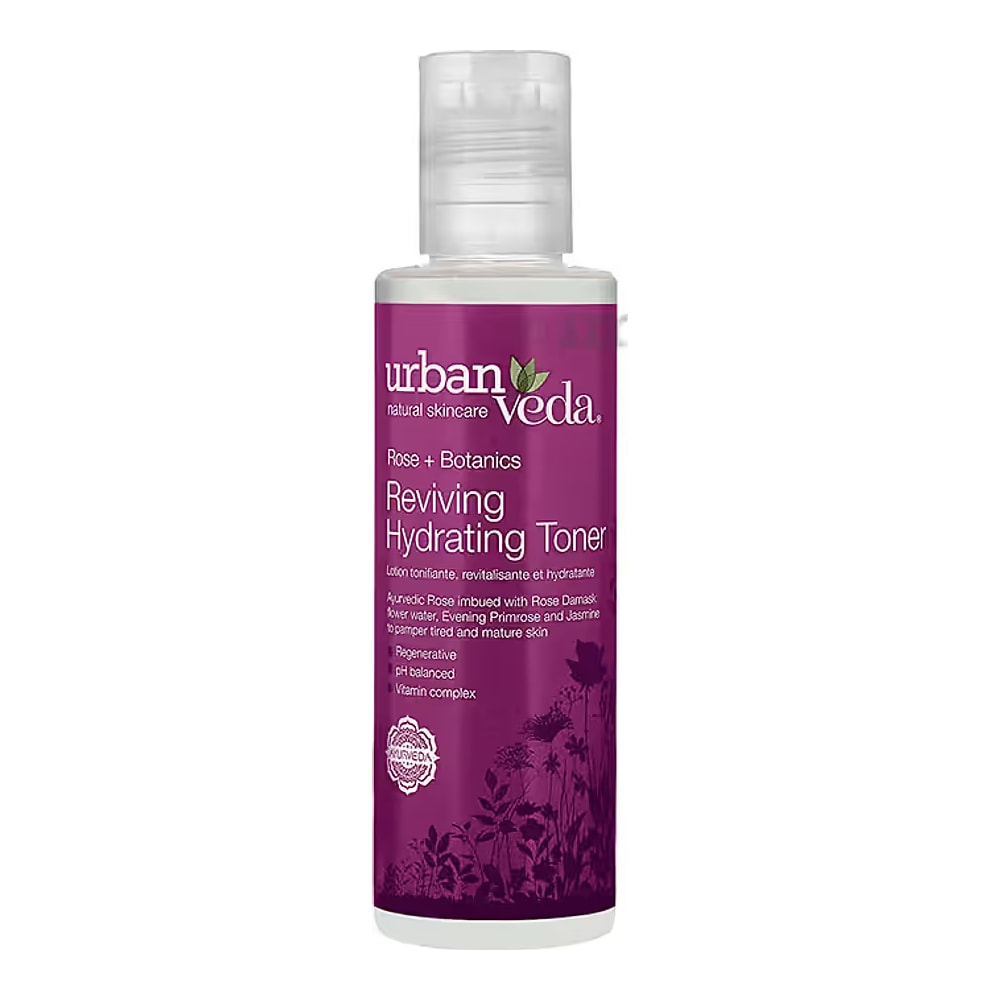 urban
veda®
natural skincare
Rose + Botanics
Reviving
Hydrating Toner
Lotion tonifiante, revitalisante et hydratante
Ayurvedic Rose imbued with Rose Damask
flower water, Evening Primrose and Jasmine
to pamper tired and mature skin
Regenerative
pH balanced
Vitamin complex
AYURVEDA